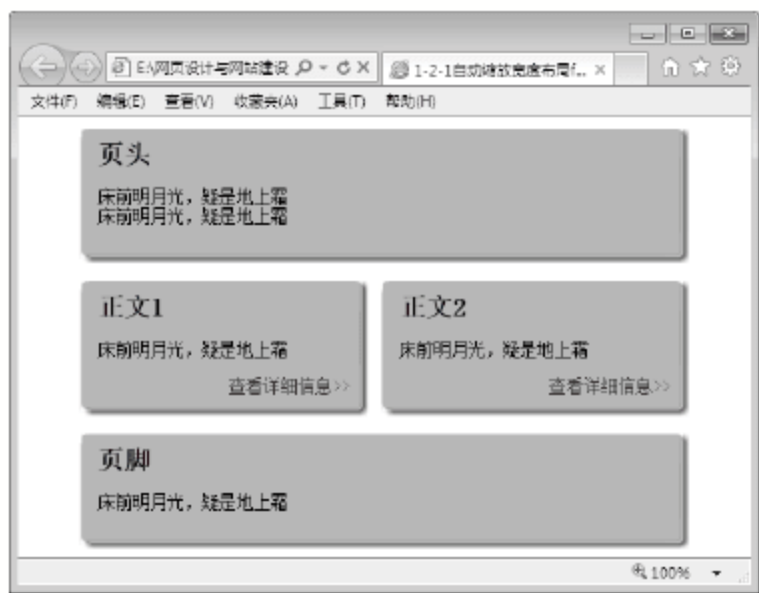 E:\网页设计与网站建设
1-2-1自动缩放宽度布局f...
文件(F) 编辑(E) 查看(V) 收藏夹(A) 工具(T) 帮助(H)
页头
床前明月光，疑是地上霜
床前明月光，疑是地上霜
正文1
床前明月光，疑是地上霜
查看详细信息>>
正文2
床前明月光，疑是地上霜
查看详细信息>>
页脚
床前明月光，疑是地上霜
100%